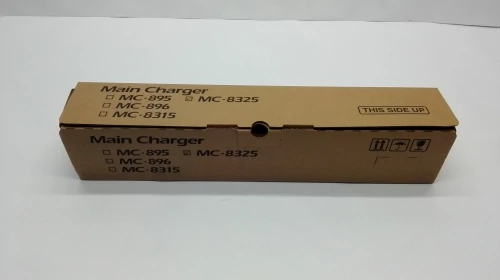 Main Charger
☐ MC-895 ☑ MC-8325
☐ MC-896
☐ MC-8315
THIS SIDE UP
Main Charger
☐ MC-895 ☑ MC-8325
☐ MC-896
☐ MC-8315